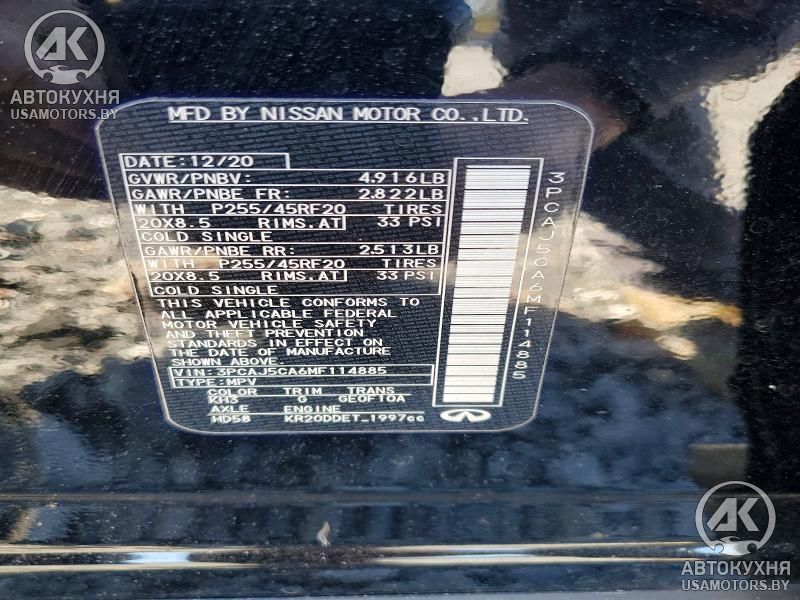 AK
АВТОКУХНЯ
USAMOTORS.BY
MFD BY NISSAN MOTOR CO.,LTD.
DATE:12/20
GVWR/PNBV: 4.916LB
GAWR/PNBE FR: 2.822LB
WITH P255/45RF20 TIRES
20X8.5 RIMS.AT 33 PSI
COLD SINGLE
GAWR/PNBE RR: 2.513LB
WITH P255/45RF20 TIRES
20X8.5 RIMS.AT 33 PSI
COLD SINGLE
THIS VEHICLE CONFORMS TO
ALL APPLICABLE FEDERAL
MOTOR VEHICLE SAFETY
AND THEFT PREVENTION
STANDARDS IN EFFECT ON
THE DATE OF MANUFACTURE
SHOWN ABOVE.
VIN: 3PCAJ5CA6MF114885
TYPE:MPV
COLOR TRIM TRANS
KH3 G GE0FT0A
AXLE ENGINE
HD58 KR20DDET_1997cc
3PCAJ5CA6MF114885
AK
АВТОКУХНЯ
USAMOTORS.BY